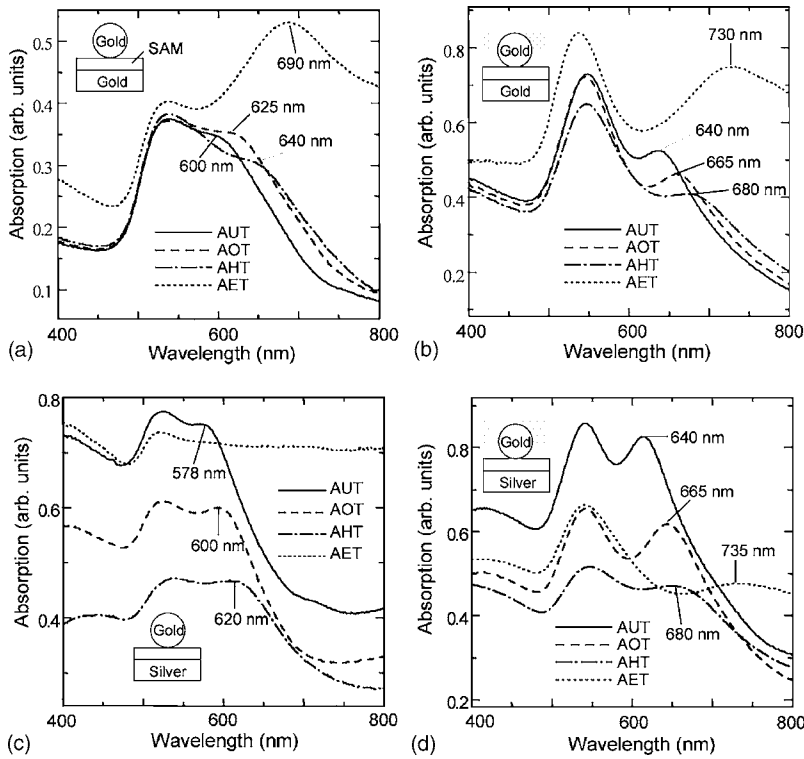 Absorption (arb. units)
0.5
0.4
0.3
0.2
0.1
Gold
SAM
Gold
690 nm
625 nm
640 nm
600 nm
AUT
AOT
AHT
AET
400
600
800
Wavelength (nm)
(a)
Absorption (arb. units)
0.8
0.6
0.4
0.2
Gold
Gold
730 nm
640 nm
665 nm
680 nm
AUT
AOT
AHT
AET
400
600
800
Wavelength (nm)
(b)
Absorption (arb. units)
0.8
0.6
0.4
578 nm
600 nm
620 nm
AUT
AOT
AHT
AET
Gold
Silver
400
600
800
Wavelength (nm)
(c)
Absorption (arb. units)
0.8
0.6
0.4
0.2
Gold
Silver
640 nm
665 nm
735 nm
680 nm
AUT
AOT
AHT
AET
400
600
800
Wavelength (nm)
(d)